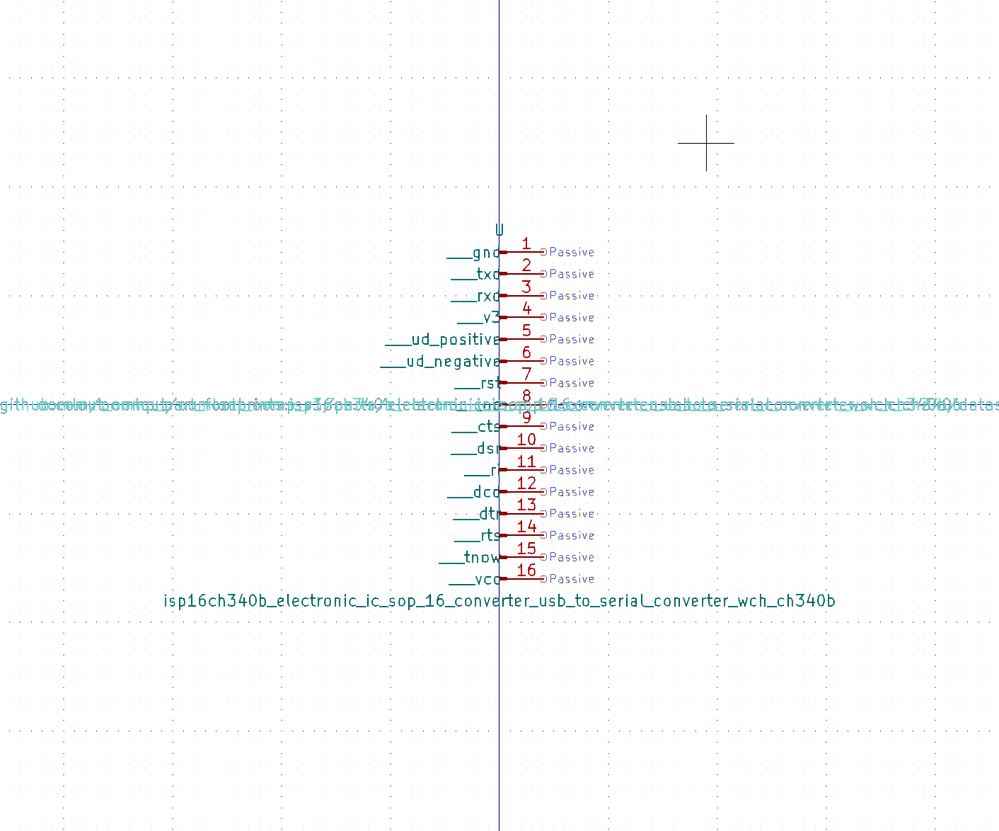 U
___gnd 1 Passive
___txd 2 Passive
___rxd 3 Passive
___v3 4 Passive
___ud_positive 5 Passive
___ud_negative 6 Passive
___rst 7 Passive
8
___cts 9 Passive
___dsr 10 Passive
___ri 11 Passive
___dcd 12 Passive
___dtr 13 Passive
___rts 14 Passive
___tnow 15 Passive
___vcc 16 Passive
isp16ch340b_electronic_ic_sop_16_converter_usb_to_serial_converter_wch_ch340b